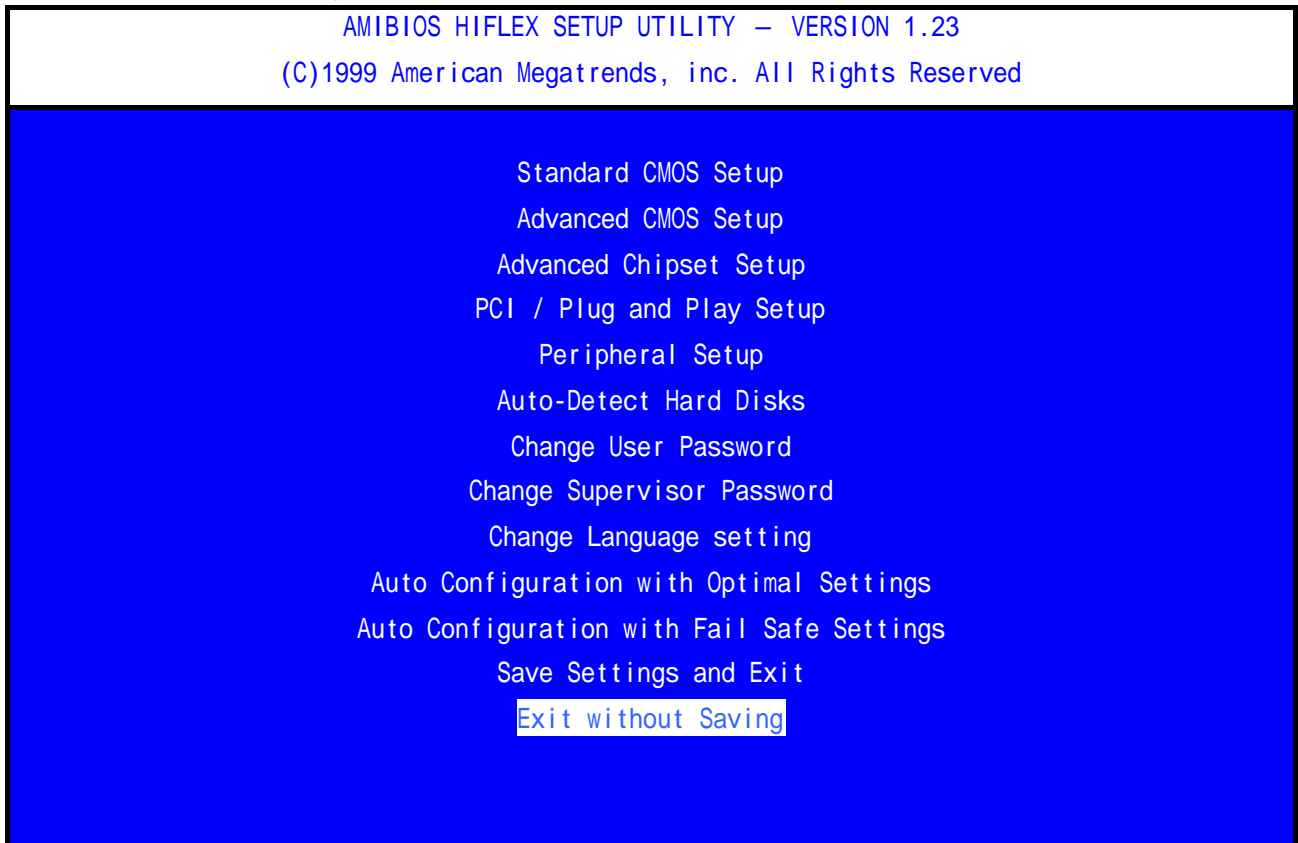 AMIBIOS HIFLEX SETUP UTILITY – VERSION 1.23
(C)1999 American Megatrends, inc. All Rights Reserved
Standard CMOS Setup
Advanced CMOS Setup
Advanced Chipset Setup
PCI / Plug and Play Setup
Peripheral Setup
Auto-Detect Hard Disks
Change User Password
Change Supervisor Password
Change Language setting
Auto Configuration with Optimal Settings
Auto Configuration with Fail Safe Settings
Save Settings and Exit
Exit without Saving